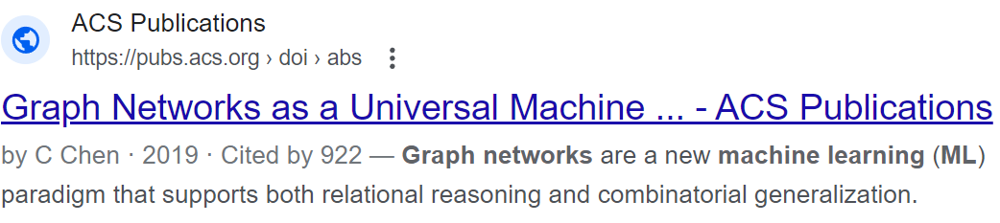 ACS Publications
https://pubs.acs.org › doi › abs
Graph Networks as a Universal Machine ... - ACS Publications
by C Chen · 2019 · Cited by 922 — Graph networks are a new machine learning (ML)
paradigm that supports both relational reasoning and combinatorial generalization.